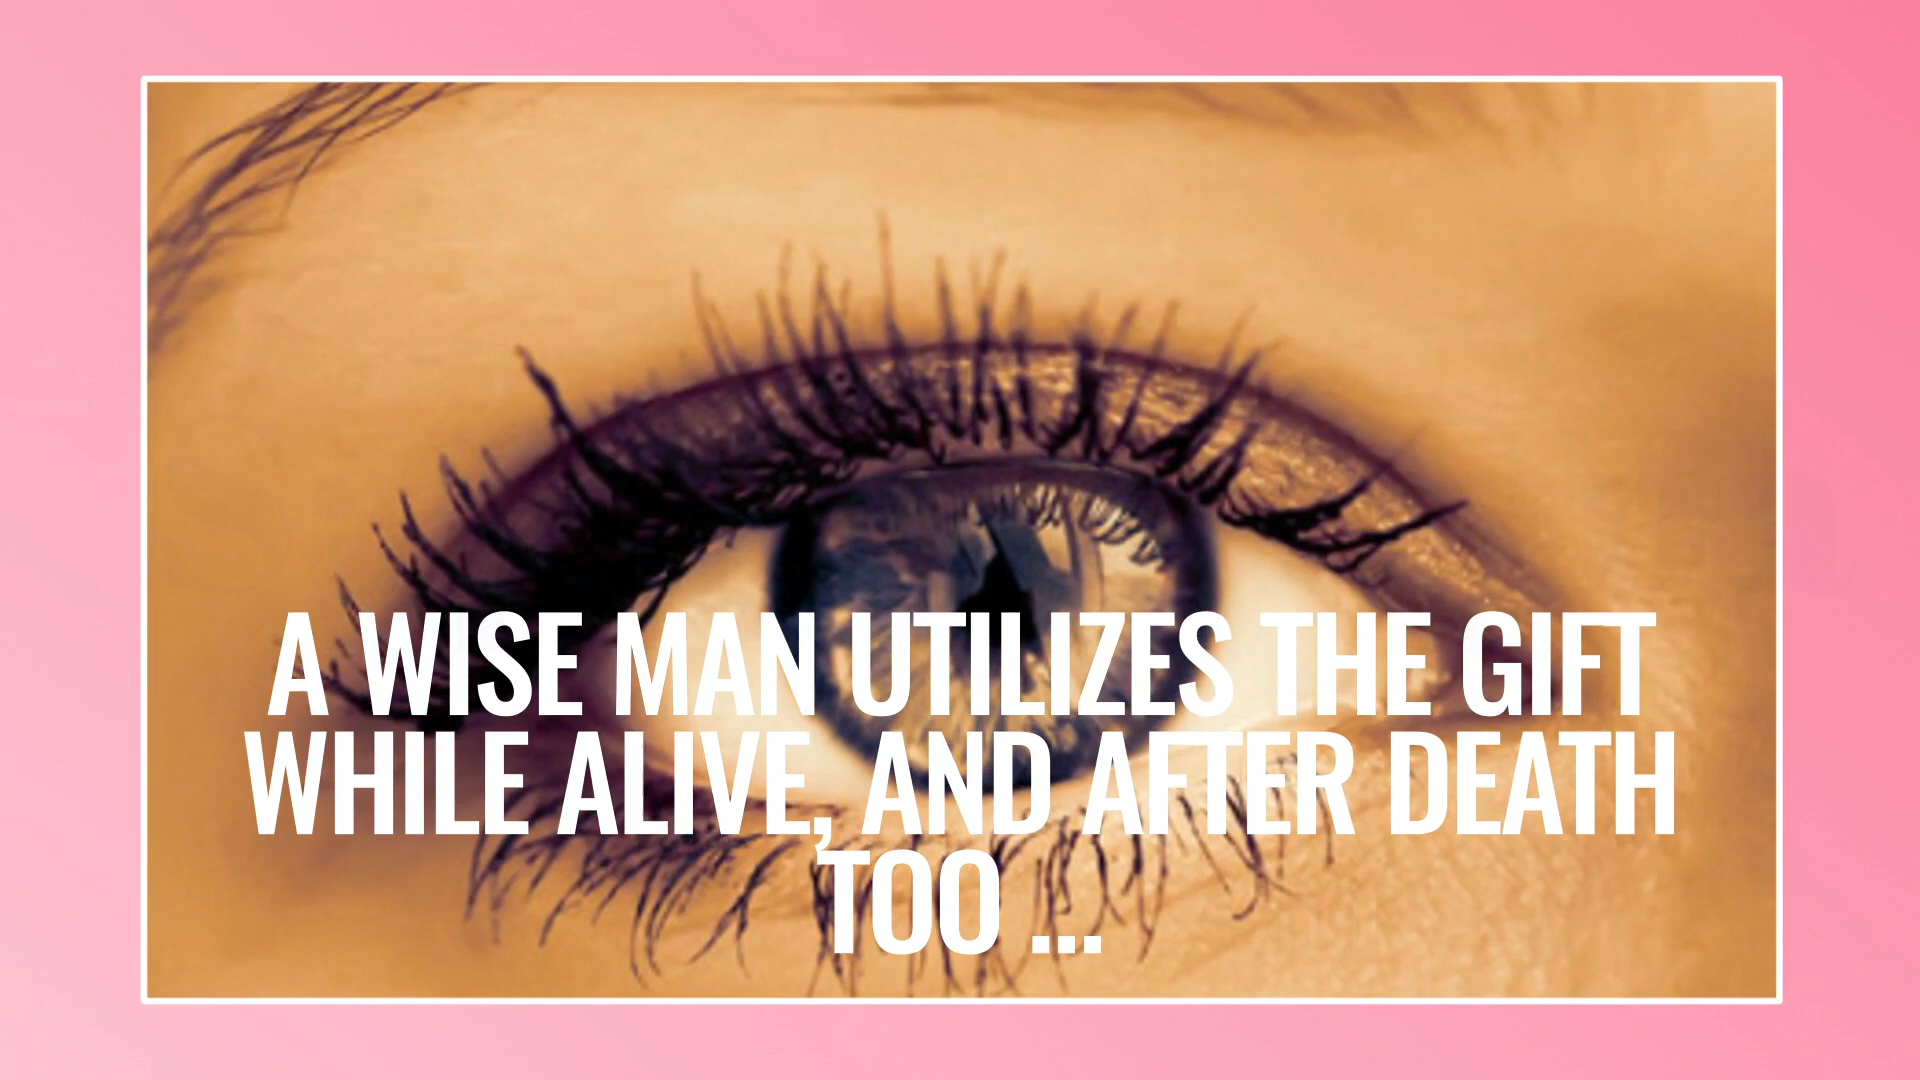 A WISE MAN UTILIZES THE GIFT
WHILE ALIVE, AND AFTER DEATH
TOO ...